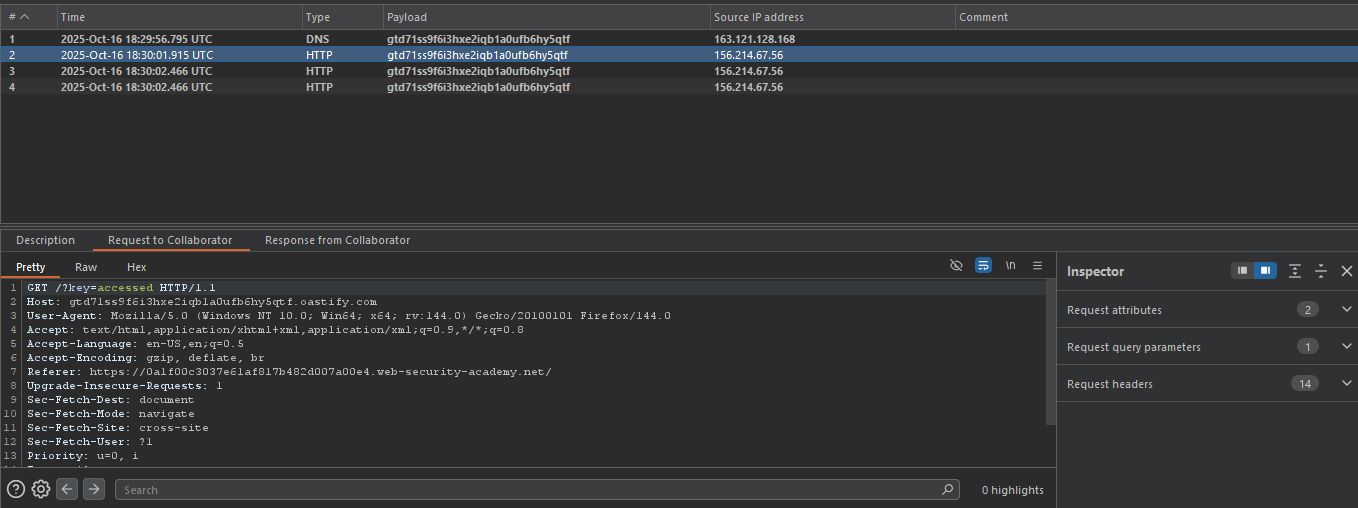 # Time Type Payload Source IP address Comment
1 2025-Oct-16 18:29:56.795 UTC DNS gtd71ss9f6i3hxe2iqb1a0ufb6hy5qtf 163.121.128.168
2 2025-Oct-16 18:30:01.915 UTC HTTP gtd71ss9f6i3hxe2iqb1a0ufb6hy5qtf 156.214.67.56
3 2025-Oct-16 18:30:02.466 UTC HTTP gtd71ss9f6i3hxe2iqb1a0ufb6hy5qtf 156.214.67.56
4 2025-Oct-16 18:30:02.466 UTC HTTP gtd71ss9f6i3hxe2iqb1a0ufb6hy5qtf 156.214.67.56
Description Request to Collaborator Response from Collaborator
Pretty Raw Hex \n
Inspector
1 GET /?key=accessed HTTP/1.1
2 Host: gtd71ss9f6i3hxe2iqb1a0ufb6hy5qtf.oastify.com
3 User-Agent: Mozilla/5.0 (Windows NT 10.0; Win64; x64; rv:144.0) Gecko/20100101 Firefox/144.0
4 Accept: text/html,application/xhtml+xml,application/xml;q=0.9,*/*;q=0.8
5 Accept-Language: en-US,en;q=0.5
6 Accept-Encoding: gzip, deflate, br
7 Referer: https://0a1f00c3037e61af817b482d007a00e4.web-security-academy.net/
8 Upgrade-Insecure-Requests: 1
9 Sec-Fetch-Dest: document
10 Sec-Fetch-Mode: navigate
11 Sec-Fetch-Site: cross-site
12 Sec-Fetch-User: ?1
13 Priority: u=0, i
Request attributes 2
Request query parameters 1
Request headers 14
Search
0 highlights